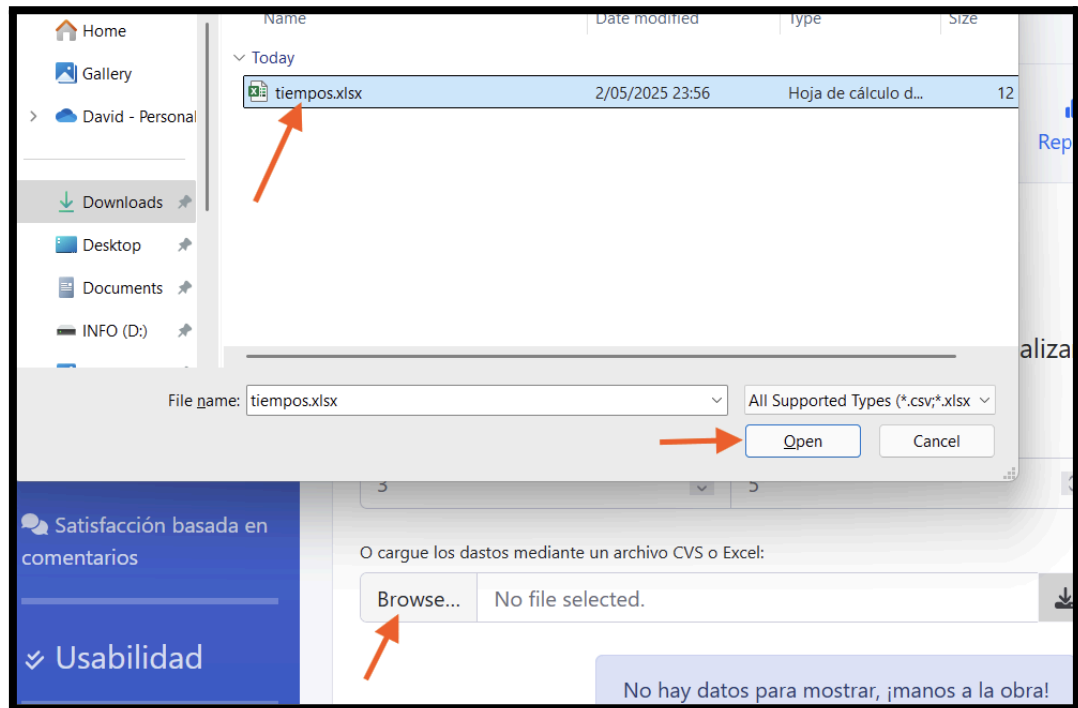 Name Date modified Type Size
Home
Today
Gallery
tiempos.xlsx 2/05/2025 23:56 Hoja de cálculo d... 12
David - Personal
Rep
Downloads
Desktop
Documents
INFO (D:)
aliza
File name: tiempos.xlsx All Supported Types (*.csv;*.xlsx
Open Cancel
3 5
Satisfacción basada en
comentarios
O cargue los dastos mediante un archivo CVS o Excel:
Browse... No file selected.
Usabilidad
No hay datos para mostrar, ¡manos a la obra!